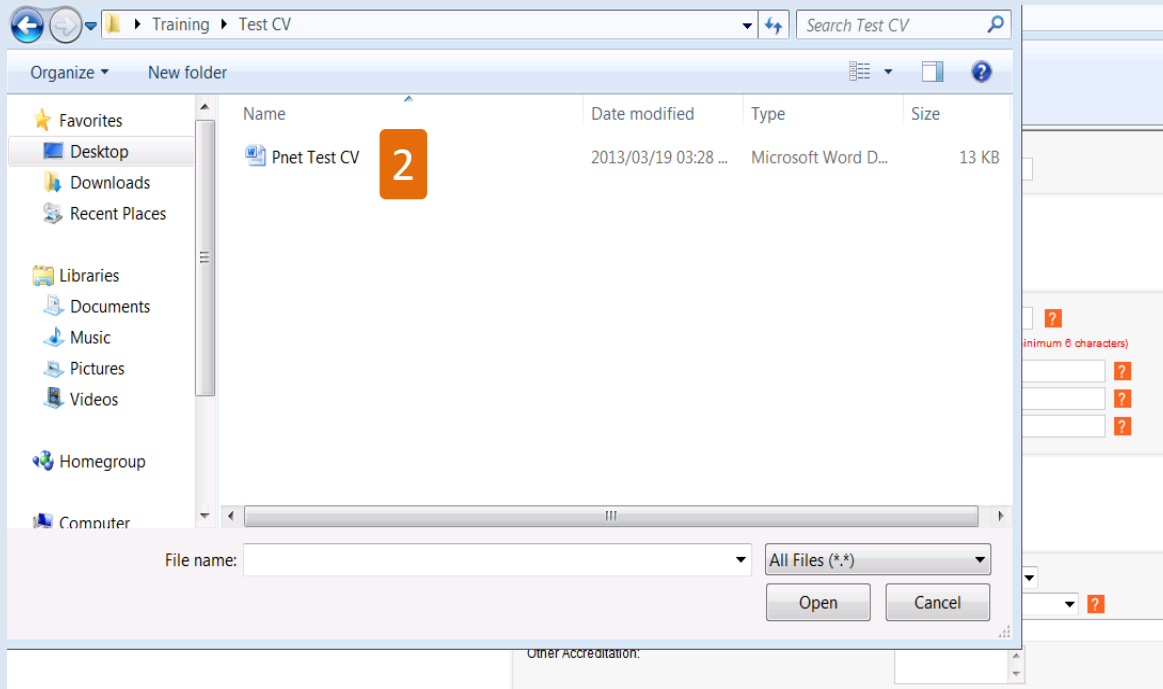 Training Test CV
Search Test CV
Organize New folder
Name Date modified Type Size
Pnet Test CV 2 2013/03/19 03:28 ... Microsoft Word D... 13 KB
Favorites
Desktop
Downloads
Recent Places
Libraries
Documents
Music
Pictures
Videos
Homegroup
Computer
?
inimum 6 characters)
?
?
?
File name: All Files (*.*)
Open Cancel
?
Other Accreditation: